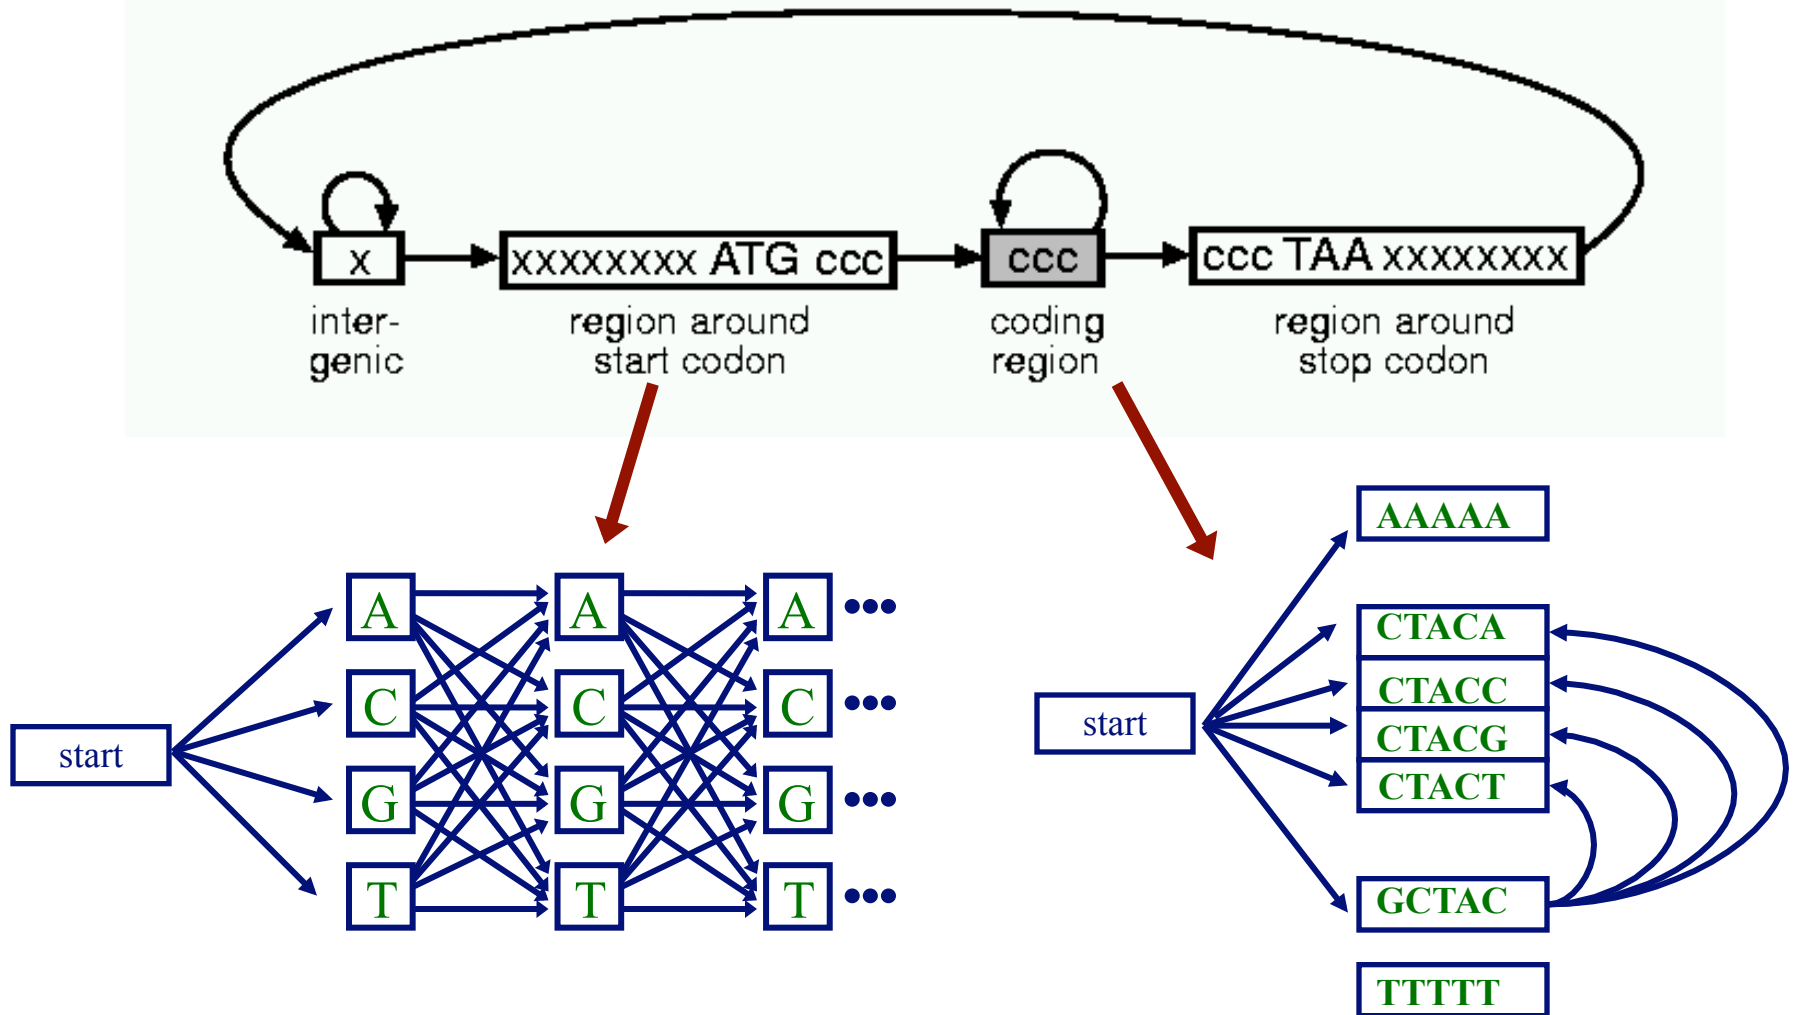 x
xxxxxxxx ATG ccc
ccc
ccc TAA xxxxxxxx
inter-
genic
region around
start codon
coding
region
region around
stop codon
start
A A A •••
C C C •••
G G G •••
T T T •••
start
AAAAA
CTACA
CTACC
CTACG
CTACT
GCTAC
TTTTT